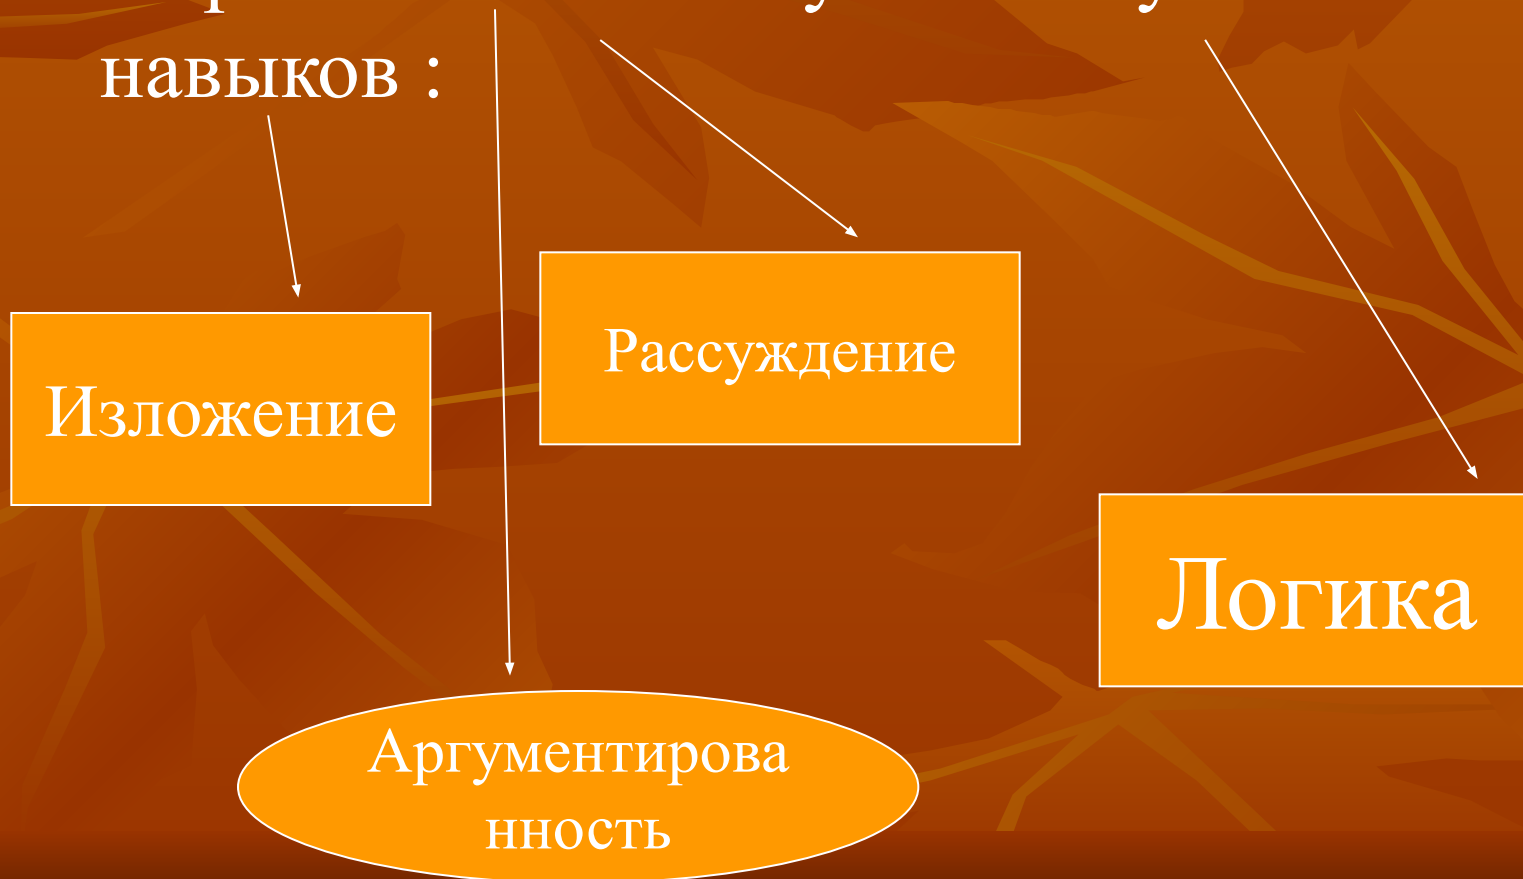 навыков :
Рассуждение
Изложение
Логика
Аргументирова
нность